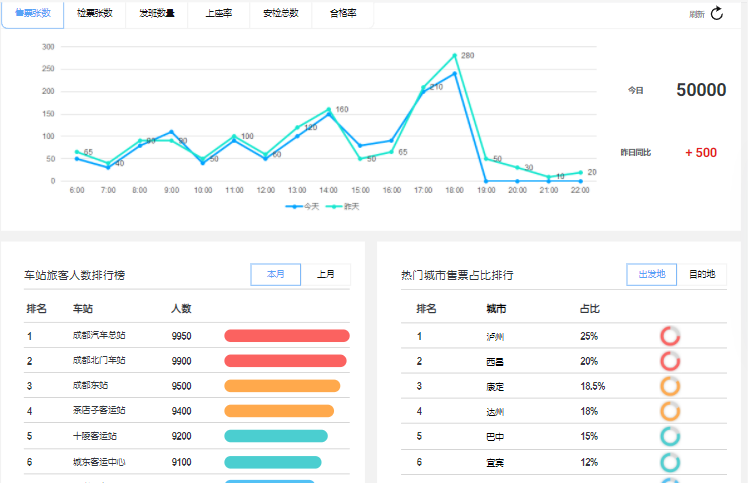 售票张数 检票张数 发班数量 上座率 安检总数 合格率 刷新
300
250
200
150
100
50
0
65 40 80 90 50 100 60 120 160 50 65 210 280 50 30 10 20
6:00 7:00 8:00 9:00 10:00 11:00 12:00 13:00 14:00 15:00 16:00 17:00 18:00 19:00 20:00 21:00 22:00
今天 昨天
今日 50000
昨日同比 + 500
车站旅客人数排行榜 本月 上月
排名 车站 人数
1 成都汽车总站 9950
2 成都北门车站 9900
3 成都东站 9500
4 茶店子客运站 9400
5 十陵客运站 9200
6 城东客运中心 9100
热门城市售票占比排行 出发地 目的地
排名 城市 占比
1 泸州 25%
2 西昌 20%
3 康定 18.5%
4 达州 18%
5 巴中 15%
6 宜宾 12%